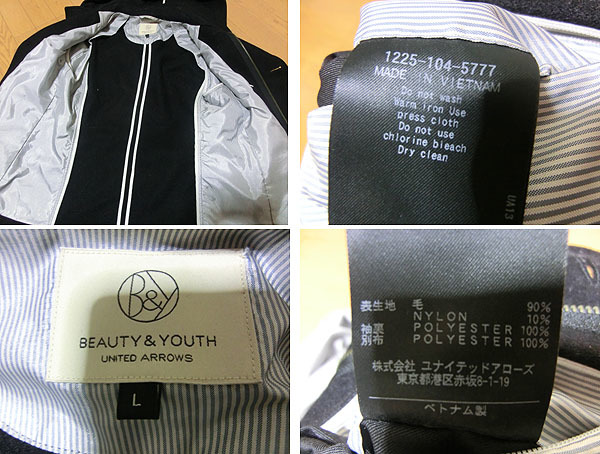 1225-104-5777
MADE IN VIETNAM
Do not wash
Warm iron Use
press cloth
Do not use
chlorine bleach
Dry clean
UA13
B&Y
BEAUTY & YOUTH
UNITED ARROWS
L
表生地 毛 90%
NYLON 10%
袖裏 POLYESTER 100%
別布 POLYESTER 100%
株式会社 ユナイテッドアローズ
東京都港区赤坂8-1-19
ベトナム製